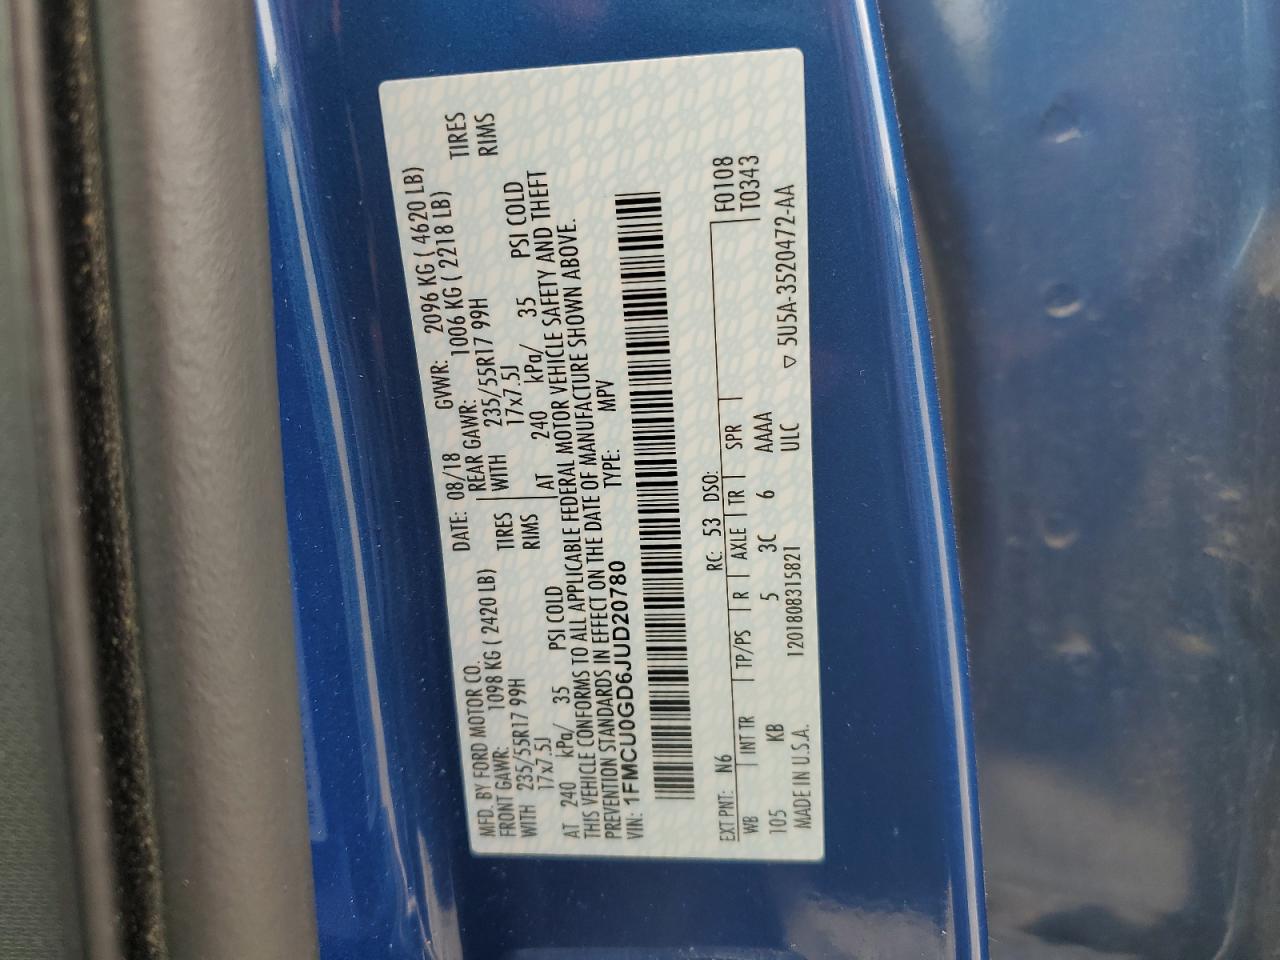 MFD. BY FORD MOTOR CO.
DATE: 08/18 GVWR: 2096 KG ( 4620 LB)
FRONT GAWR: 1098 KG ( 2420 LB) REAR GAWR: 1006 KG ( 2218 LB)
WITH 235/55R17 99H TIRES WITH 235/55R17 99H TIRES
17x7.5J RIMS 17x7.5J RIMS
AT 240 kPa/ 35 PSI COLD AT 240 kPa/ 35 PSI COLD
THIS VEHICLE CONFORMS TO ALL APPLICABLE FEDERAL MOTOR VEHICLE SAFETY AND THEFT
PREVENTION STANDARDS IN EFFECT ON THE DATE OF MANUFACTURE SHOWN ABOVE.
VIN: 1FMCU0GD6JUD20780 TYPE: MPV
F0108
T0343
EXT PNT: N6 RC: 53 DSO:
WB INT TR TP/PS R AXLE TR SPR
105 KB 5 3C 6 AAAA
MADE IN U.S.A. 1201808315821 ULC ▽ 5U5A-3520472-AA